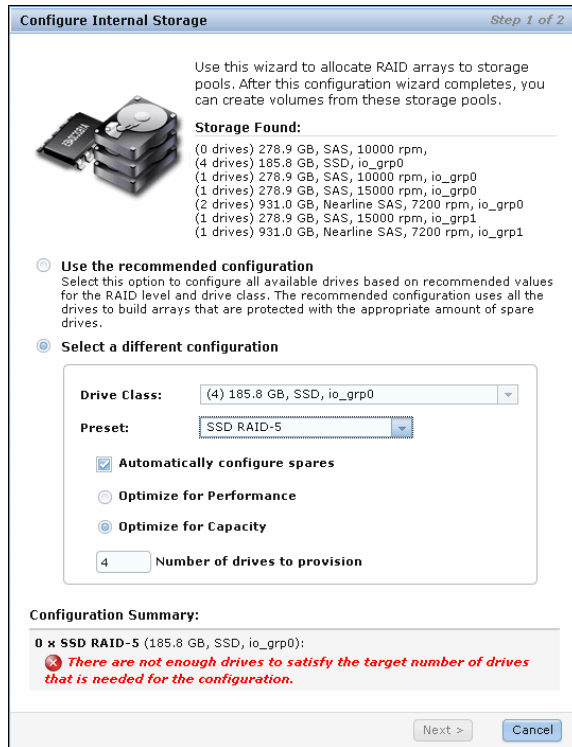 Configure Internal Storage
Step 1 of 2
Use this wizard to allocate RAID arrays to storage
pools. After this configuration wizard completes, you
can create volumes from these storage pools.
Storage Found:
(0 drives) 278.9 GB, SAS, 10000 rpm,
(4 drives) 185.8 GB, SSD, io_grp0
(1 drives) 278.9 GB, SAS, 10000 rpm, io_grp0
(1 drives) 278.9 GB, SAS, 15000 rpm, io_grp0
(2 drives) 931.0 GB, Nearline SAS, 7200 rpm, io_grp0
(1 drives) 278.9 GB, SAS, 15000 rpm, io_grp1
(1 drives) 931.0 GB, Nearline SAS, 7200 rpm, io_grp1
Use the recommended configuration
Select this option to configure all available drives based on recommended values
for the RAID level and drive class. The recommended configuration uses all the
drives to build arrays that are protected with the appropriate amount of spare
drives.
Select a different configuration
Drive Class: (4) 185.8 GB, SSD, io_grp0
Preset: SSD RAID-5
Automatically configure spares
Optimize for Performance
Optimize for Capacity
4 Number of drives to provision
Configuration Summary:
0 x SSD RAID-5 (185.8 GB, SSD, io_grp0):
There are not enough drives to satisfy the target number of drives
that is needed for the configuration.
Next >
Cancel